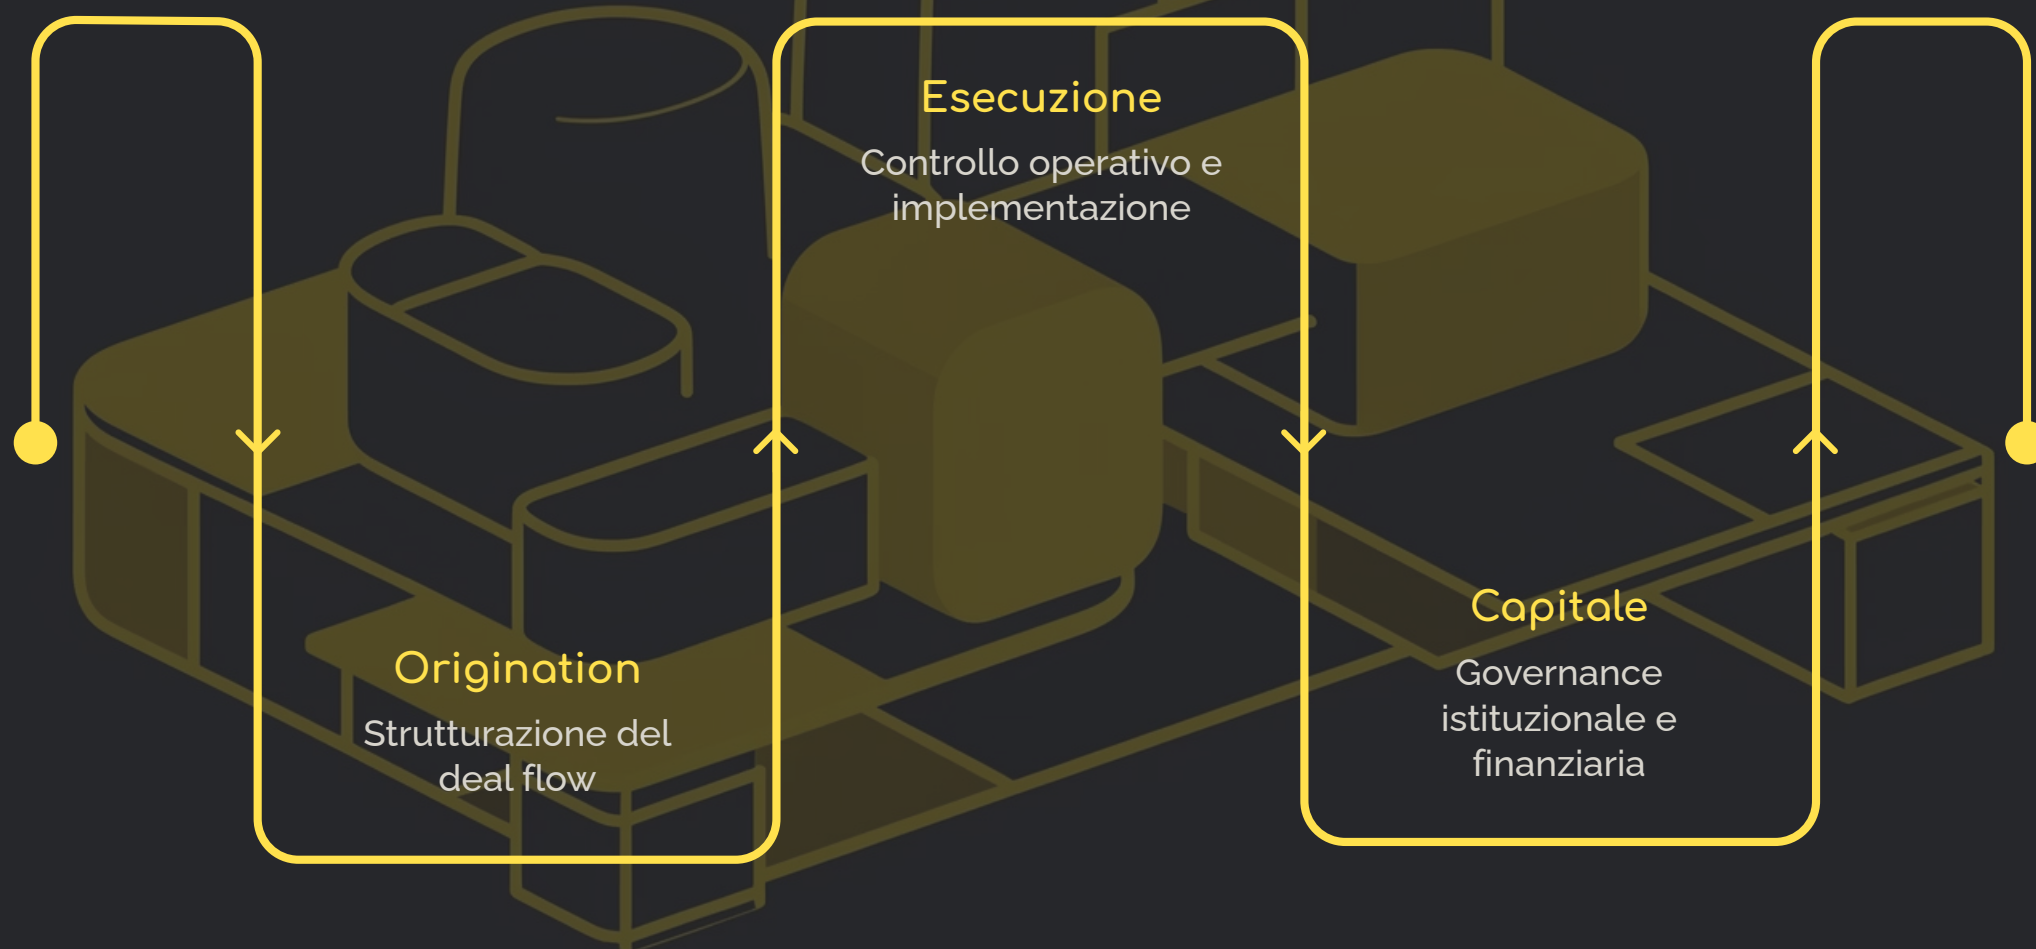 Origination
Strutturazione del
deal flow
Esecuzione
Controllo operativo e
implementazione
Capitale
Governance
istituzionale e
finanziaria